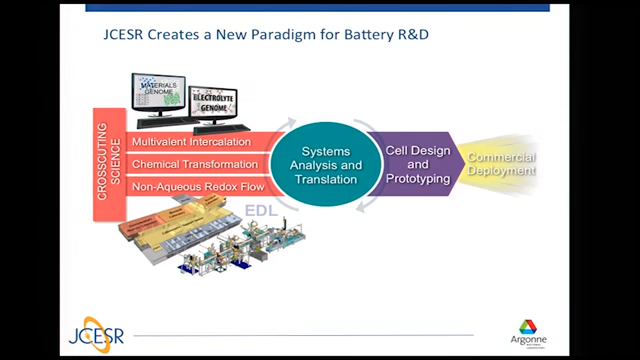 JCESR Creates a New Paradigm for Battery R&D
MATERIALS
GENOME
ELECTROLYTE
GENOME
CROSSCUTING
SCIENCE
Multivalent Intercalation
Chemical Transformation
Non-Aqueous Redox Flow
Systems
Analysis and
Translation
Cell Design
and
Prototyping
Commercial
Deployment
EDL
JCESR
Argonne